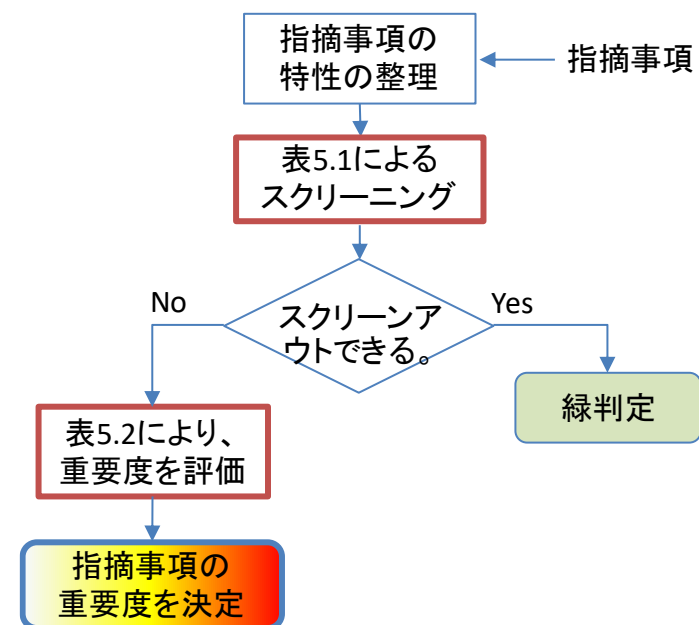 指摘事項の
特性の整理
指摘事項
表5.1による
スクリーニング
No
Yes
スクリーンア
ウトできる。
緑判定
表5.2により、
重要度を評価
指摘事項の
重要度を決定